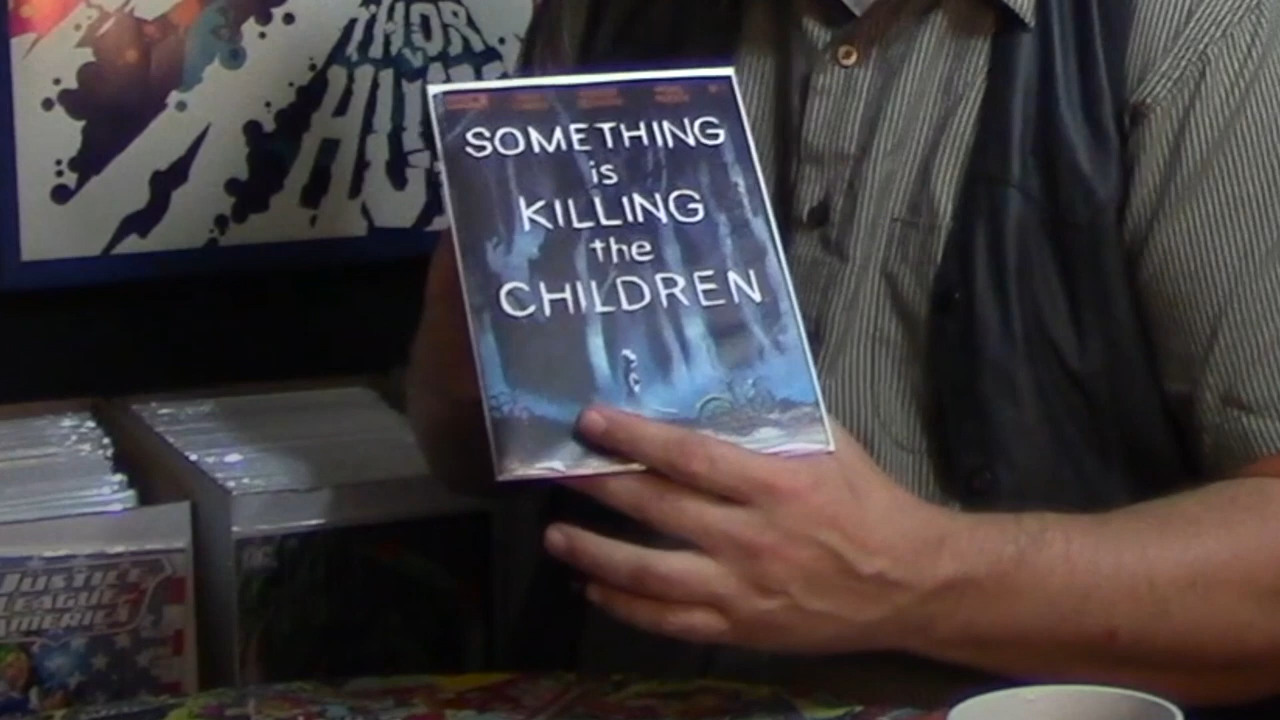 THOR
SOMETHING
is
KILLING
the
CHILDREN
JUSTICE
LEAGUE
AMERICA